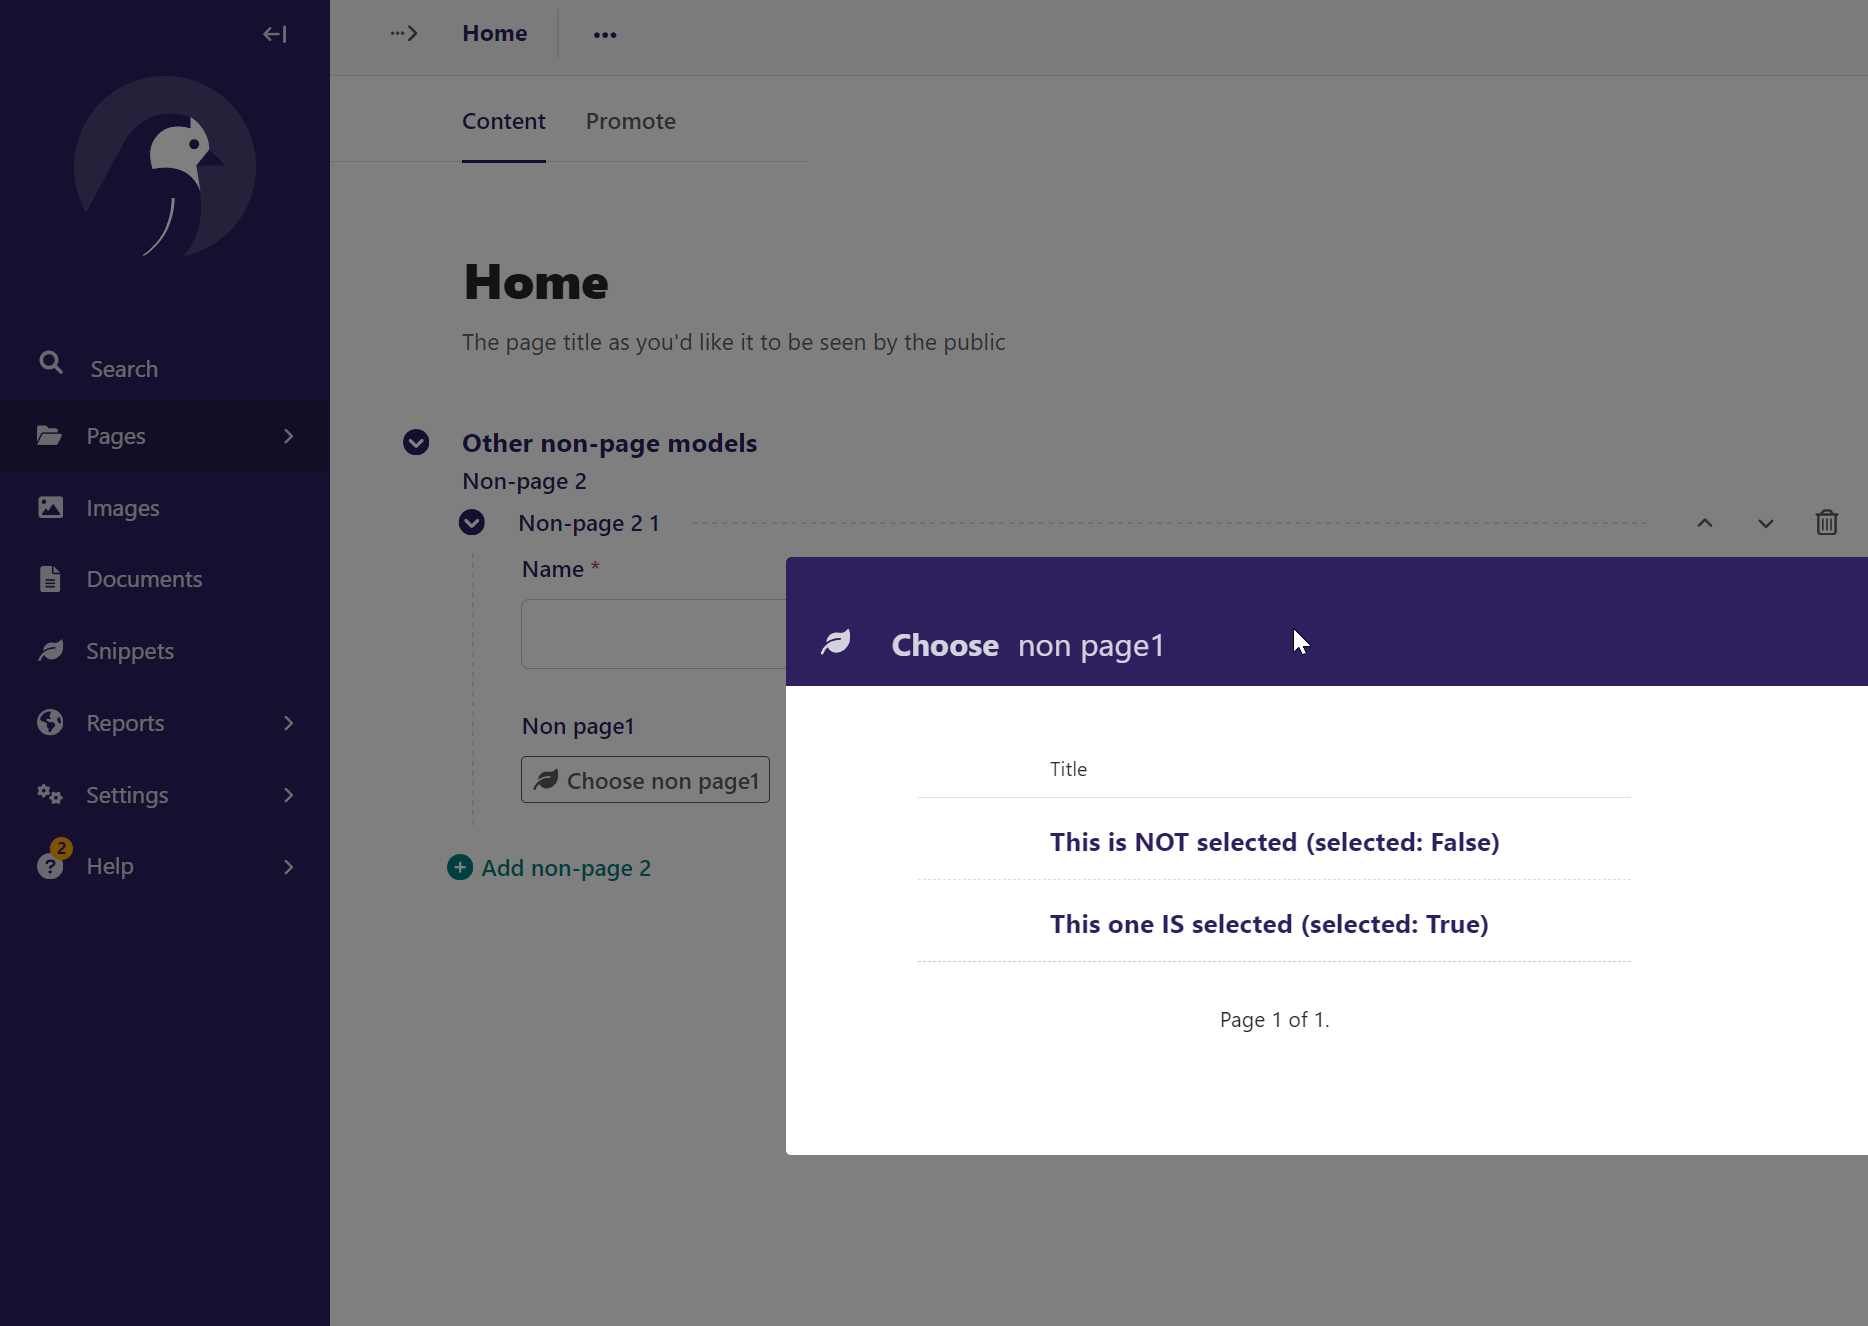 Home
Content Promote
Home
The page title as you'd like it to be seen by the public
Search
Pages
Images
Documents
Snippets
Reports
Settings
2
Help
Other non-page models
Non-page 2
Non-page 2 1
Name *
Non page1
Choose non page1
Add non-page 2
Choose non page1
Title
This is NOT selected (selected: False)
This one IS selected (selected: True)
Page 1 of 1.